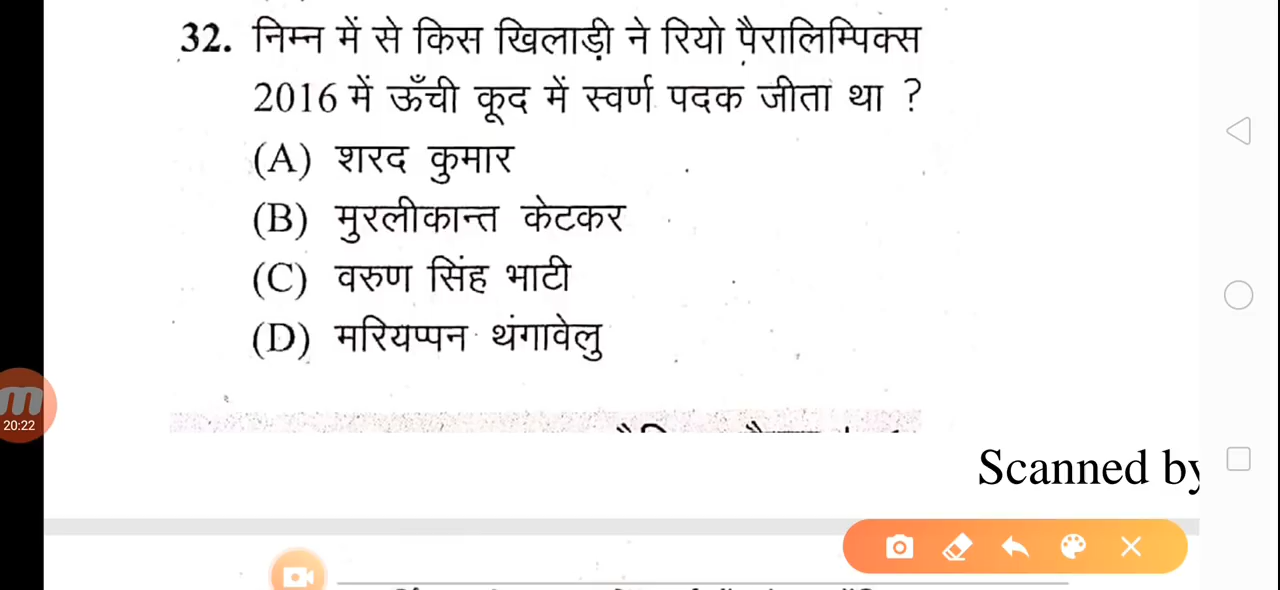 32. निम्न में से किस खिलाड़ी ने रियो पैरालिम्पिक्स
2016 में ऊँची कूद में स्वर्ण पदक जीता था ?
(A) शरद कुमार
(B) मुरलीकान्त केटकर
(C) वरुण सिंह भाटी
(D) मरियप्पन थंगावेलु
20:22
Scanned by